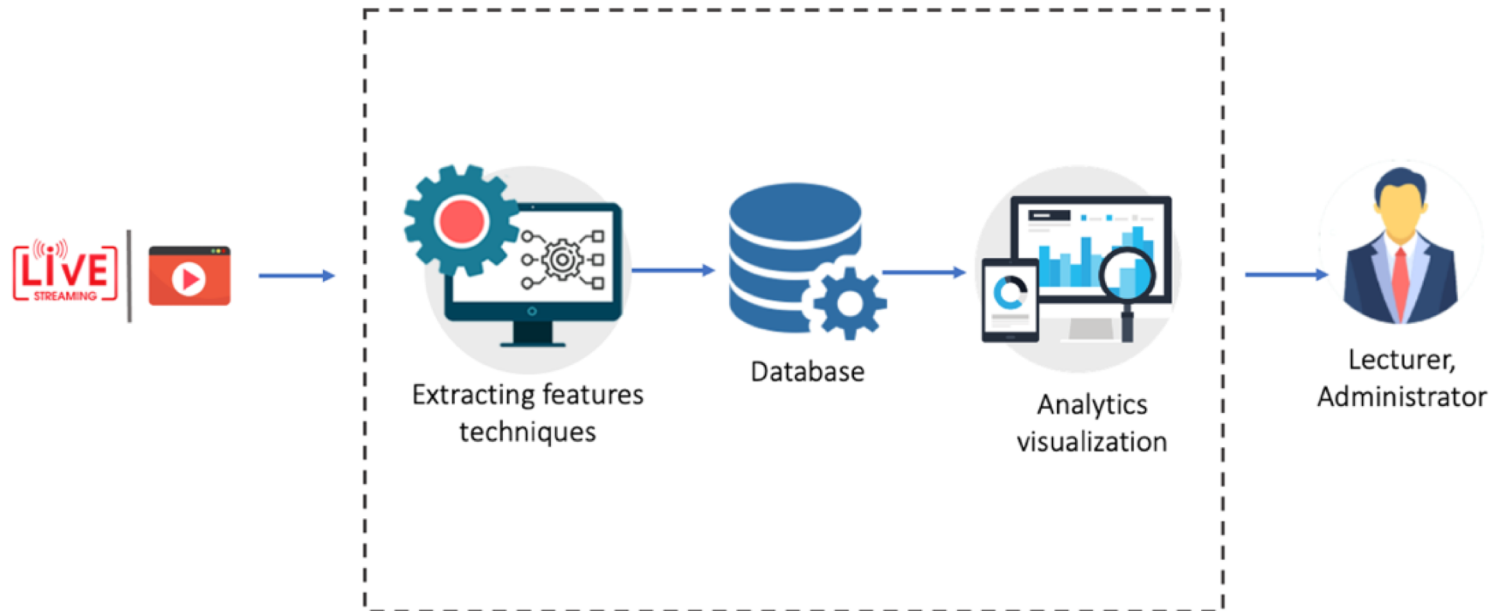 LIVE
STREAMING
Extracting features
techniques
Database
Analytics
visualization
Lecturer,
Administrator